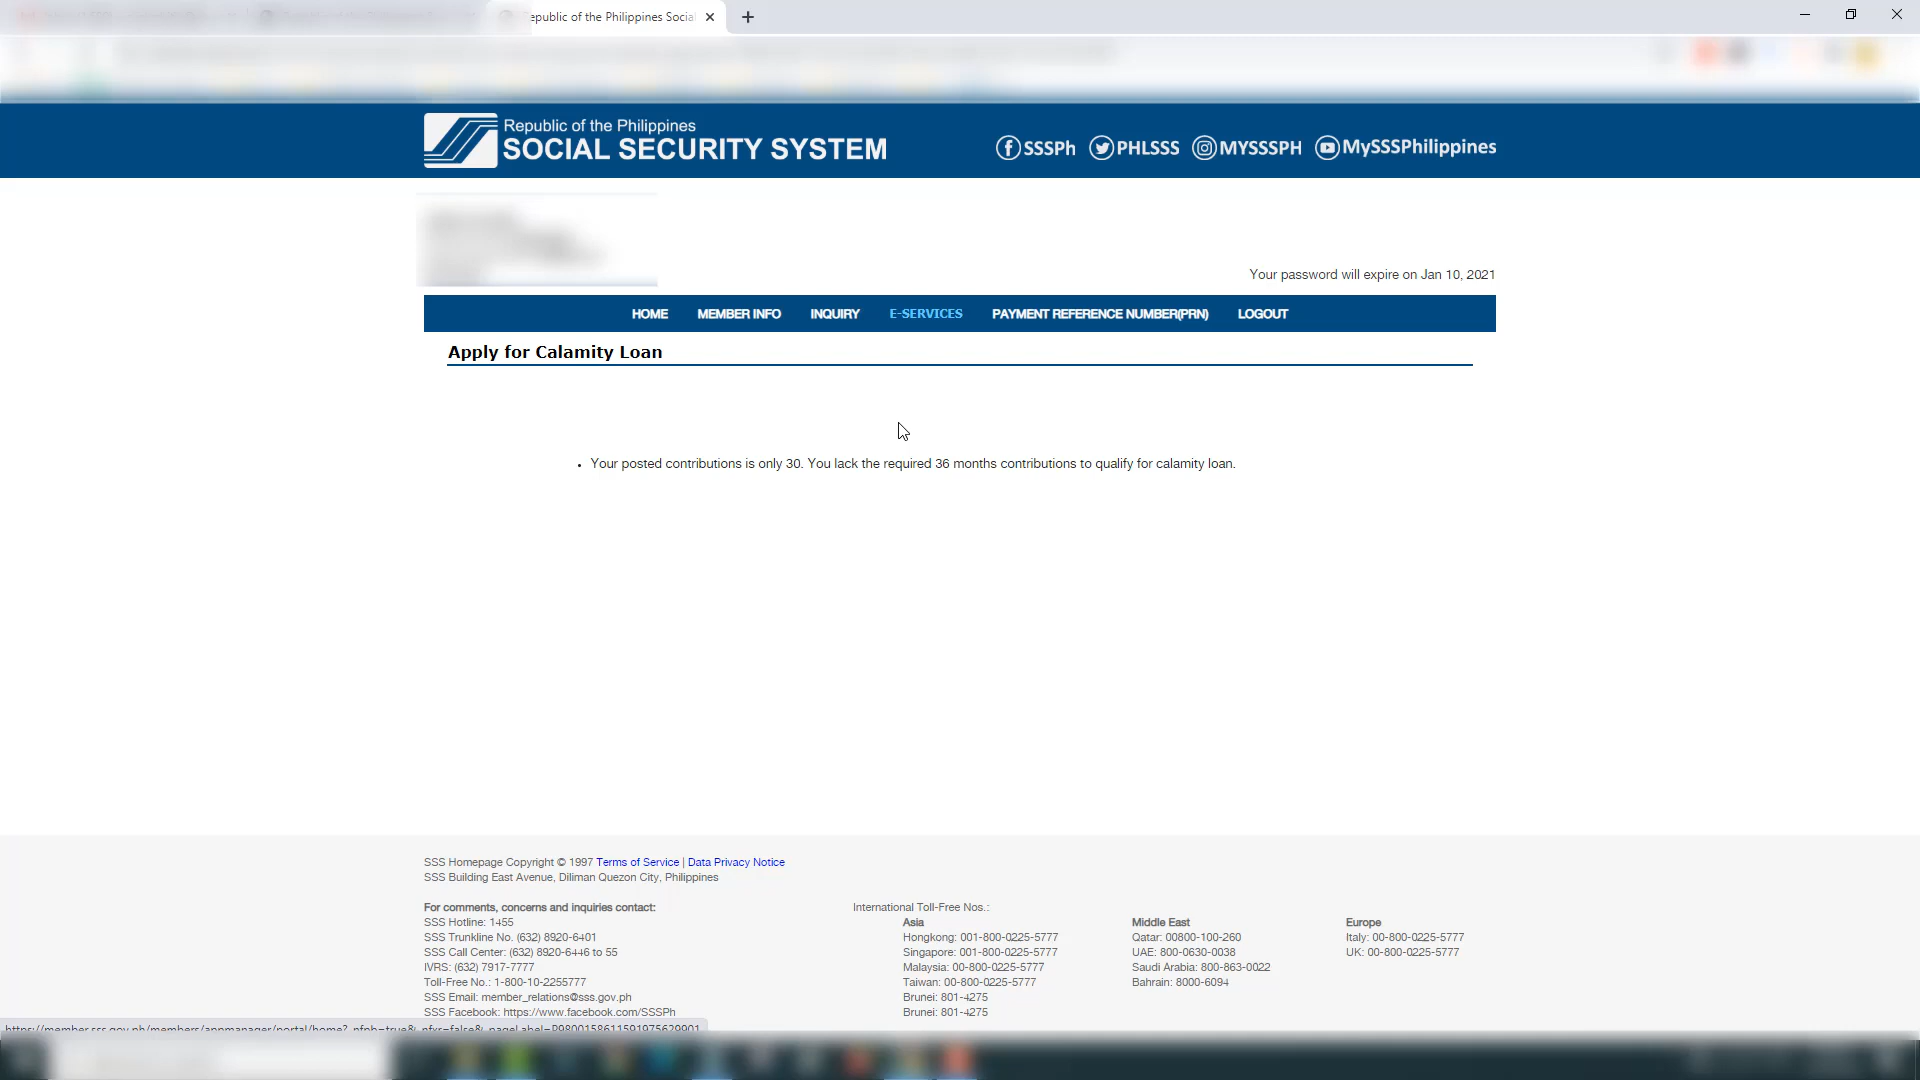 epublic of the Philippines Social
Republic of the Philippines
SOCIAL SECURITY SYSTEM
SSSPh PHLSSS MYSSSPH MySSSPhilippines
Your password will expire on Jan 10, 2021
HOME MEMBER INFO INQUIRY E-SERVICES PAYMENT REFERENCE NUMBER(PRN) LOGOUT
Apply for Calamity Loan
• Your posted contributions is only 30. You lack the required 36 months contributions to qualify for calamity loan.
SSS Homepage Copyright © 1997 Terms of Service | Data Privacy Notice
SSS Building East Avenue, Diliman Quezon City, Philippines
For comments, concerns and inquiries contact:
SSS Hotline: 1455
SSS Trunkline No. (632) 8920-6401
SSS Call Center: (632) 8920-6446 to 55
IVRS: (632) 7917-7777
Toll-Free No.: 1-800-10-2255777
SSS Email: member_relations@sss.gov.ph
SSS Facebook: https://www.facebook.com/SSSPh
International Toll-Free Nos.:
Asia
Hongkong: 001-800-0225-5777
Singapore: 001-800-0225-5777
Malaysia: 00-800-0225-5777
Taiwan: 00-800-0225-5777
Brunei: 801-4275
Brunei: 801-4275
Middle East
Qatar: 00800-100-260
UAE: 800-0630-0038
Saudi Arabia: 800-863-0022
Bahrain: 8000-6094
Europe
Italy: 00-800-0225-5777
UK: 00-800-0225-5777